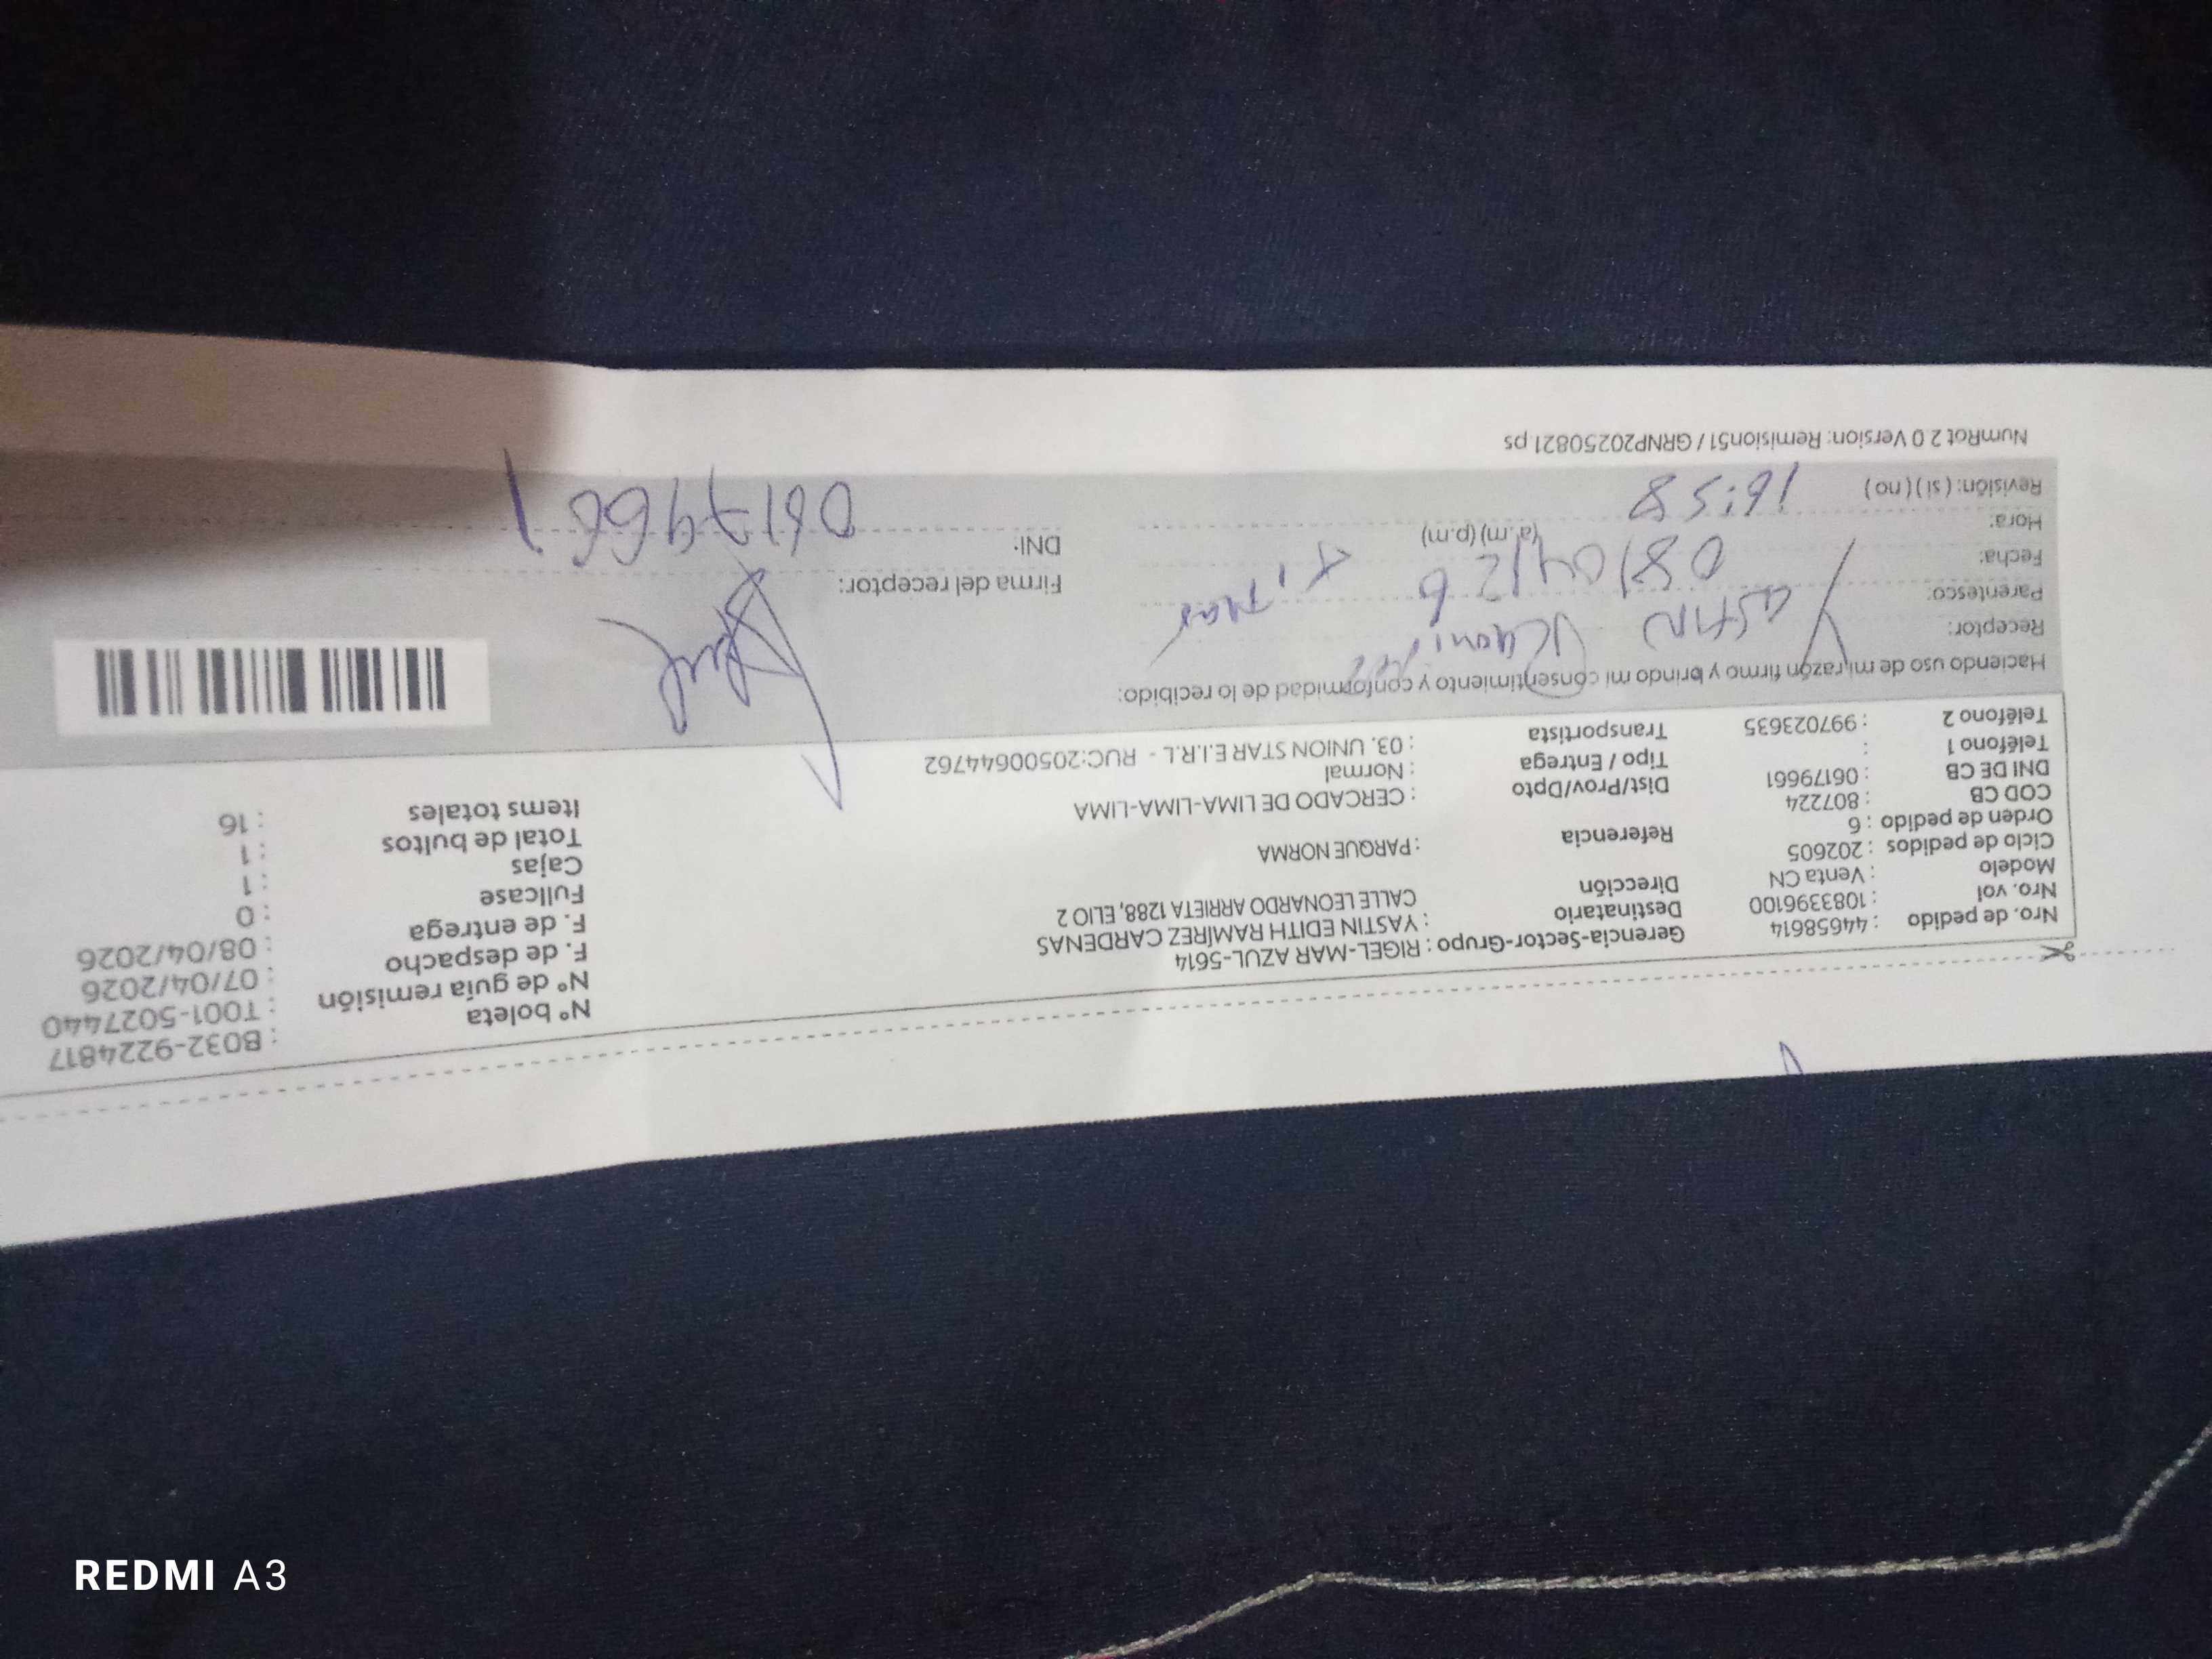 Nro. de pedido : 44658614
Nro. vol : 1083396100
Modelo : Venta CN
Ciclo de pedidos : 202605
Orden de pedido : 6
COD CB : 807224
DNI DE CB : 06179661
Teléfono 1 :
Teléfono 2 : 997023635
Gerencia-Sector-Grupo : RIGEL-MAR AZUL-5614
Destinatario : YASTIN EDITH RAMÍREZ CARDENAS
Dirección CALLE LEONARDO ARRIETA 1288, ELIO 2
Referencia : PARQUE NORMA
Dist/Prov/Dpto : CERCADO DE LIMA-LIMA-LIMA
Tipo / Entrega : Normal
Transportista : 03. UNION STAR E.I.R.L - RUC:20500644762
N° boleta : B032-9224817
N° de guía remisión : T001-5027440
F. de despacho : 07/04/2026
F. de entrega : 08/04/2026
Fullcase : 0
Cajas : 1
Total de bultos : 1
Items totales : 16
Haciendo uso de mi razón firmo y brindo mi consentimiento y conformidad de lo recibido:
Receptor:
Parentesco:
Fecha: 08/04/26
Hora: 16:58 (a.m) (p.m)
Revisión: ( si ) ( no )
Firma del receptor:
DNI: 06179661
NumRot 2.0 Version: Remision51 / GRNP20250821 ps
REDMI A3